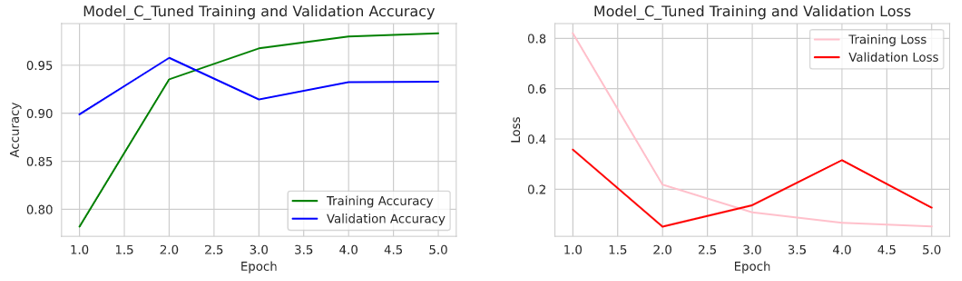 Model_C_Tuned Training and Validation Accuracy
0.95
0.90
0.85
0.80
Accuracy
Training Accuracy
Validation Accuracy
1.0 1.5 2.0 2.5 3.0 3.5 4.0 4.5 5.0
Epoch
Model_C_Tuned Training and Validation Loss
0.8
0.6
0.4
0.2
Loss
Training Loss
Validation Loss
1.0 1.5 2.0 2.5 3.0 3.5 4.0 4.5 5.0
Epoch